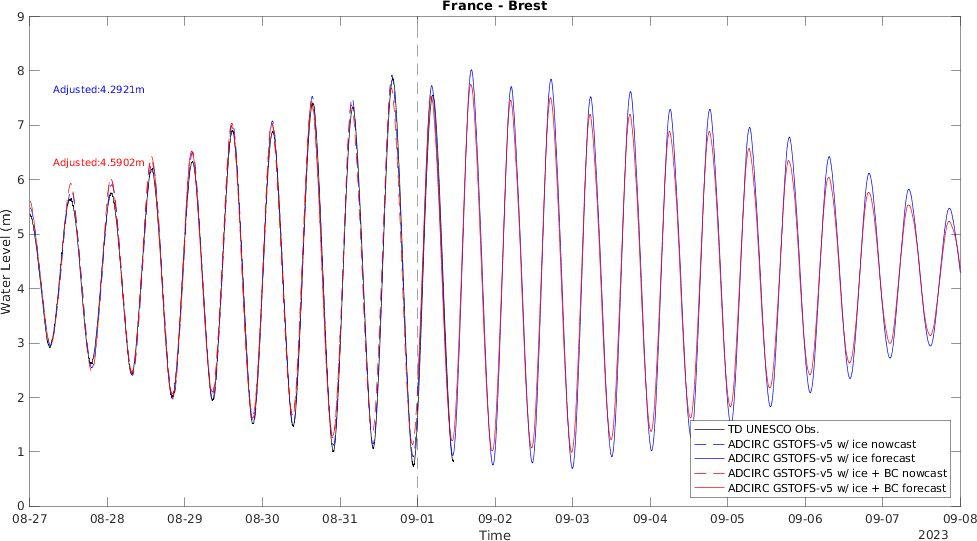 France - Brest
9
8
7
6
5
4
3
2
1
0
Water Level (m)
Adjusted:4.2921m
Adjusted:4.5902m
TD UNESCO Obs.
ADCIRC GSTOFS-v5 w/ ice nowcast
ADCIRC GSTOFS-v5 w/ ice forecast
ADCIRC GSTOFS-v5 w/ ice + BC nowcast
ADCIRC GSTOFS-v5 w/ ice + BC forecast
08-27 08-28 08-29 08-30 08-31 09-01 09-02 09-03 09-04 09-05 09-06 09-07 09-08
Time
2023